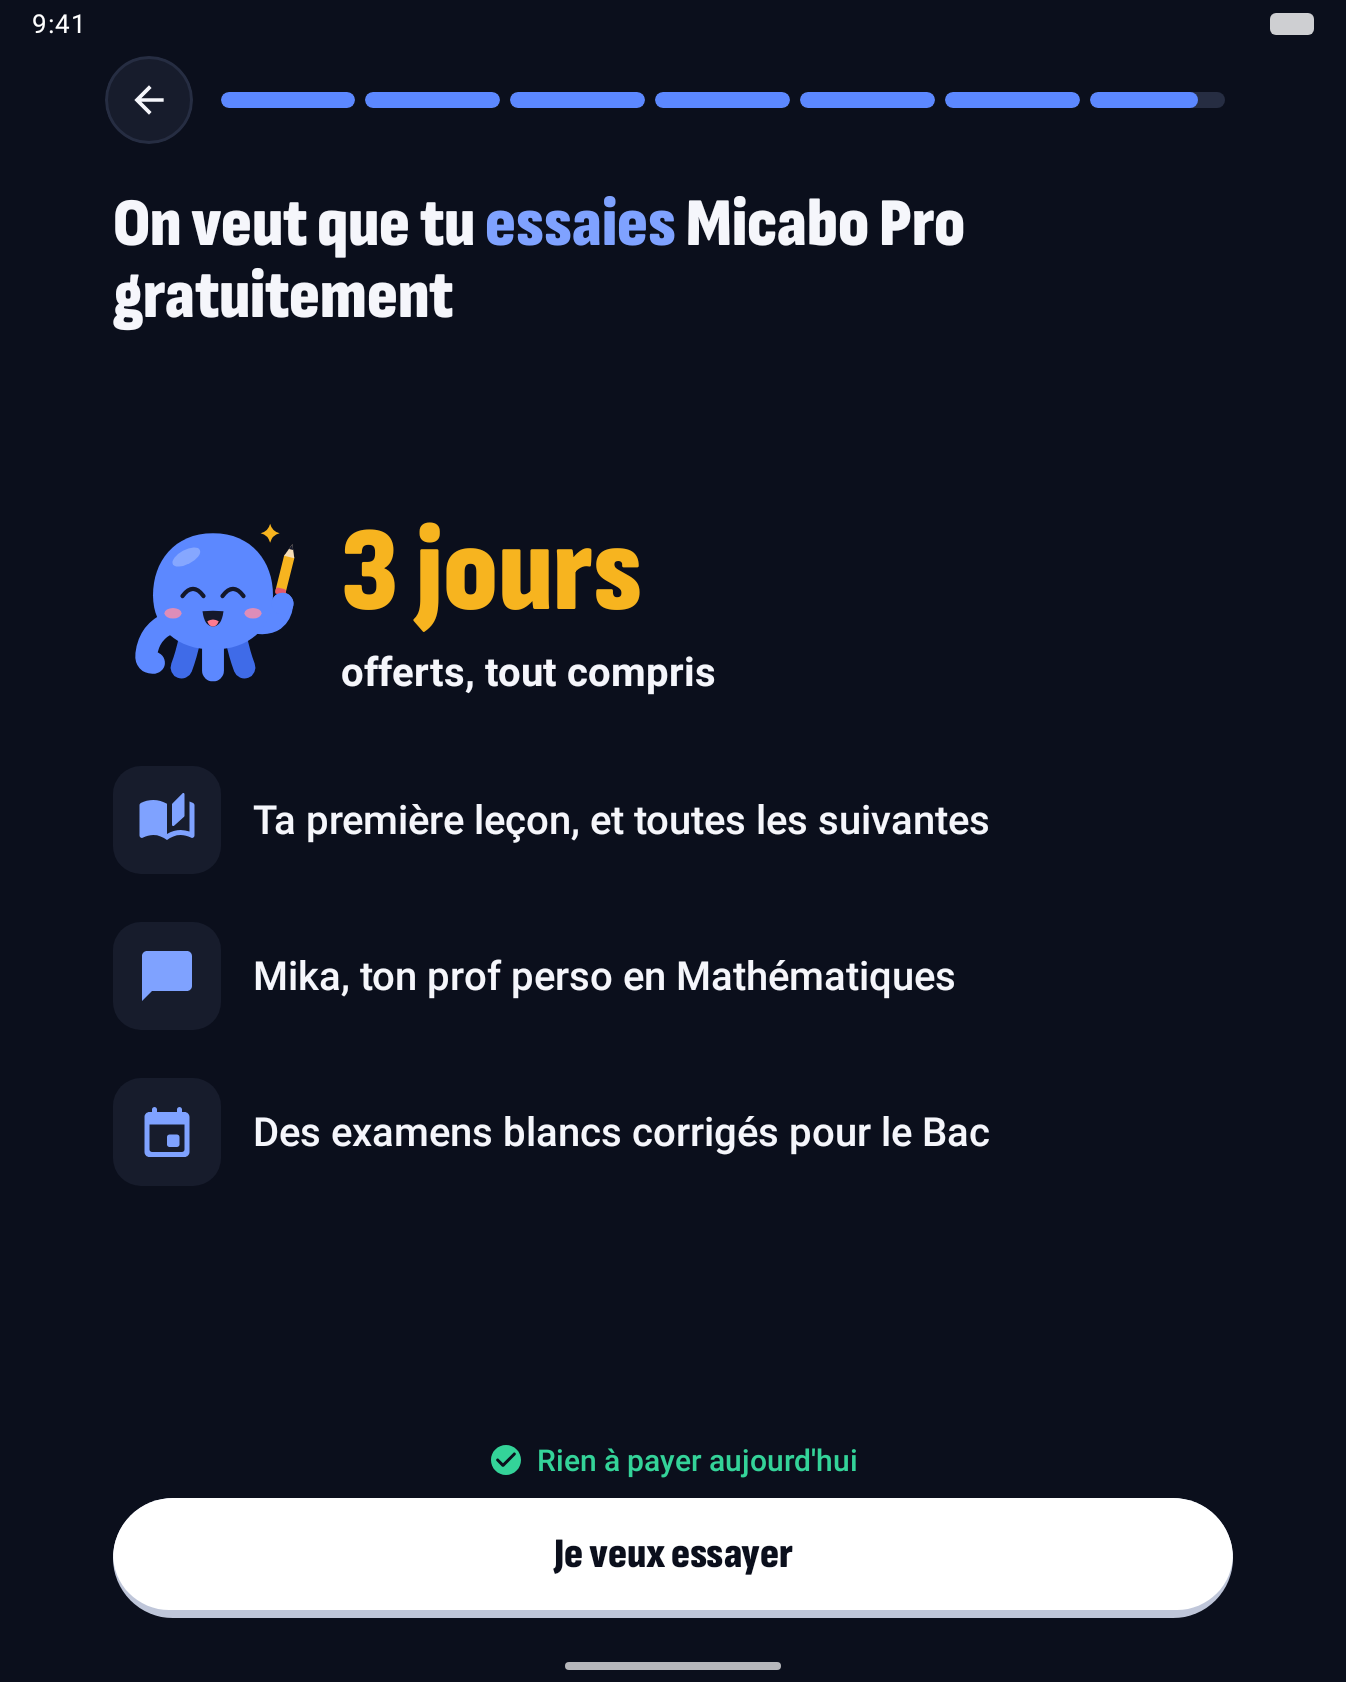 9:41
On veut que tu essaies Micabo Pro
gratuitement
3 jours
offerts, tout compris
Ta première leçon, et toutes les suivantes
Mika, ton prof perso en Mathématiques
Des examens blancs corrigés pour le Bac
Rien à payer aujourd'hui
Je veux essayer